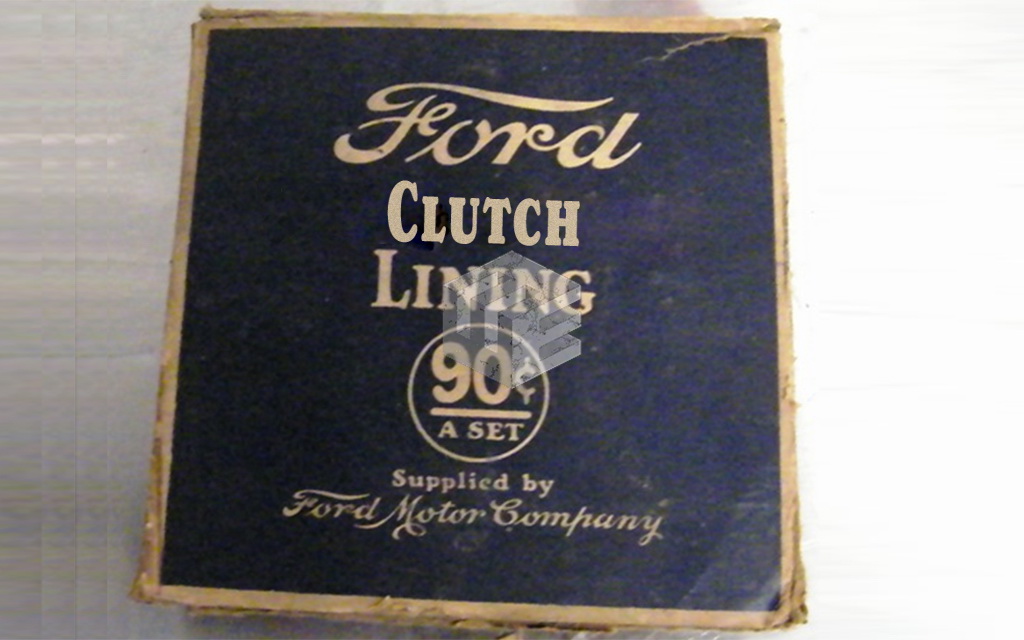 Ford
CLUTCH
LINING
90¢
A SET
Supplied by
Ford Motor Company